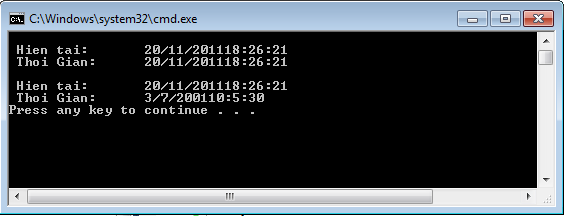 C:\Windows\system32\cmd.exe
Hien tai: 20/11/201118:26:21
Thoi Gian: 20/11/201118:26:21
Hien tai: 20/11/201118:26:21
Thoi Gian: 3/7/200110:5:30
Press any key to continue . . .